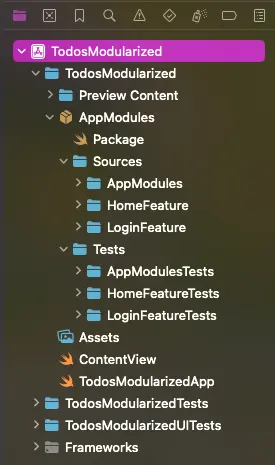 TodosModularized
TodosModularized
Preview Content
AppModules
Package
Sources
AppModules
HomeFeature
LoginFeature
Tests
AppModulesTests
HomeFeatureTests
LoginFeatureTests
Assets
ContentView
TodosModularizedApp
TodosModularizedTests
TodosModularizedUITests
Frameworks